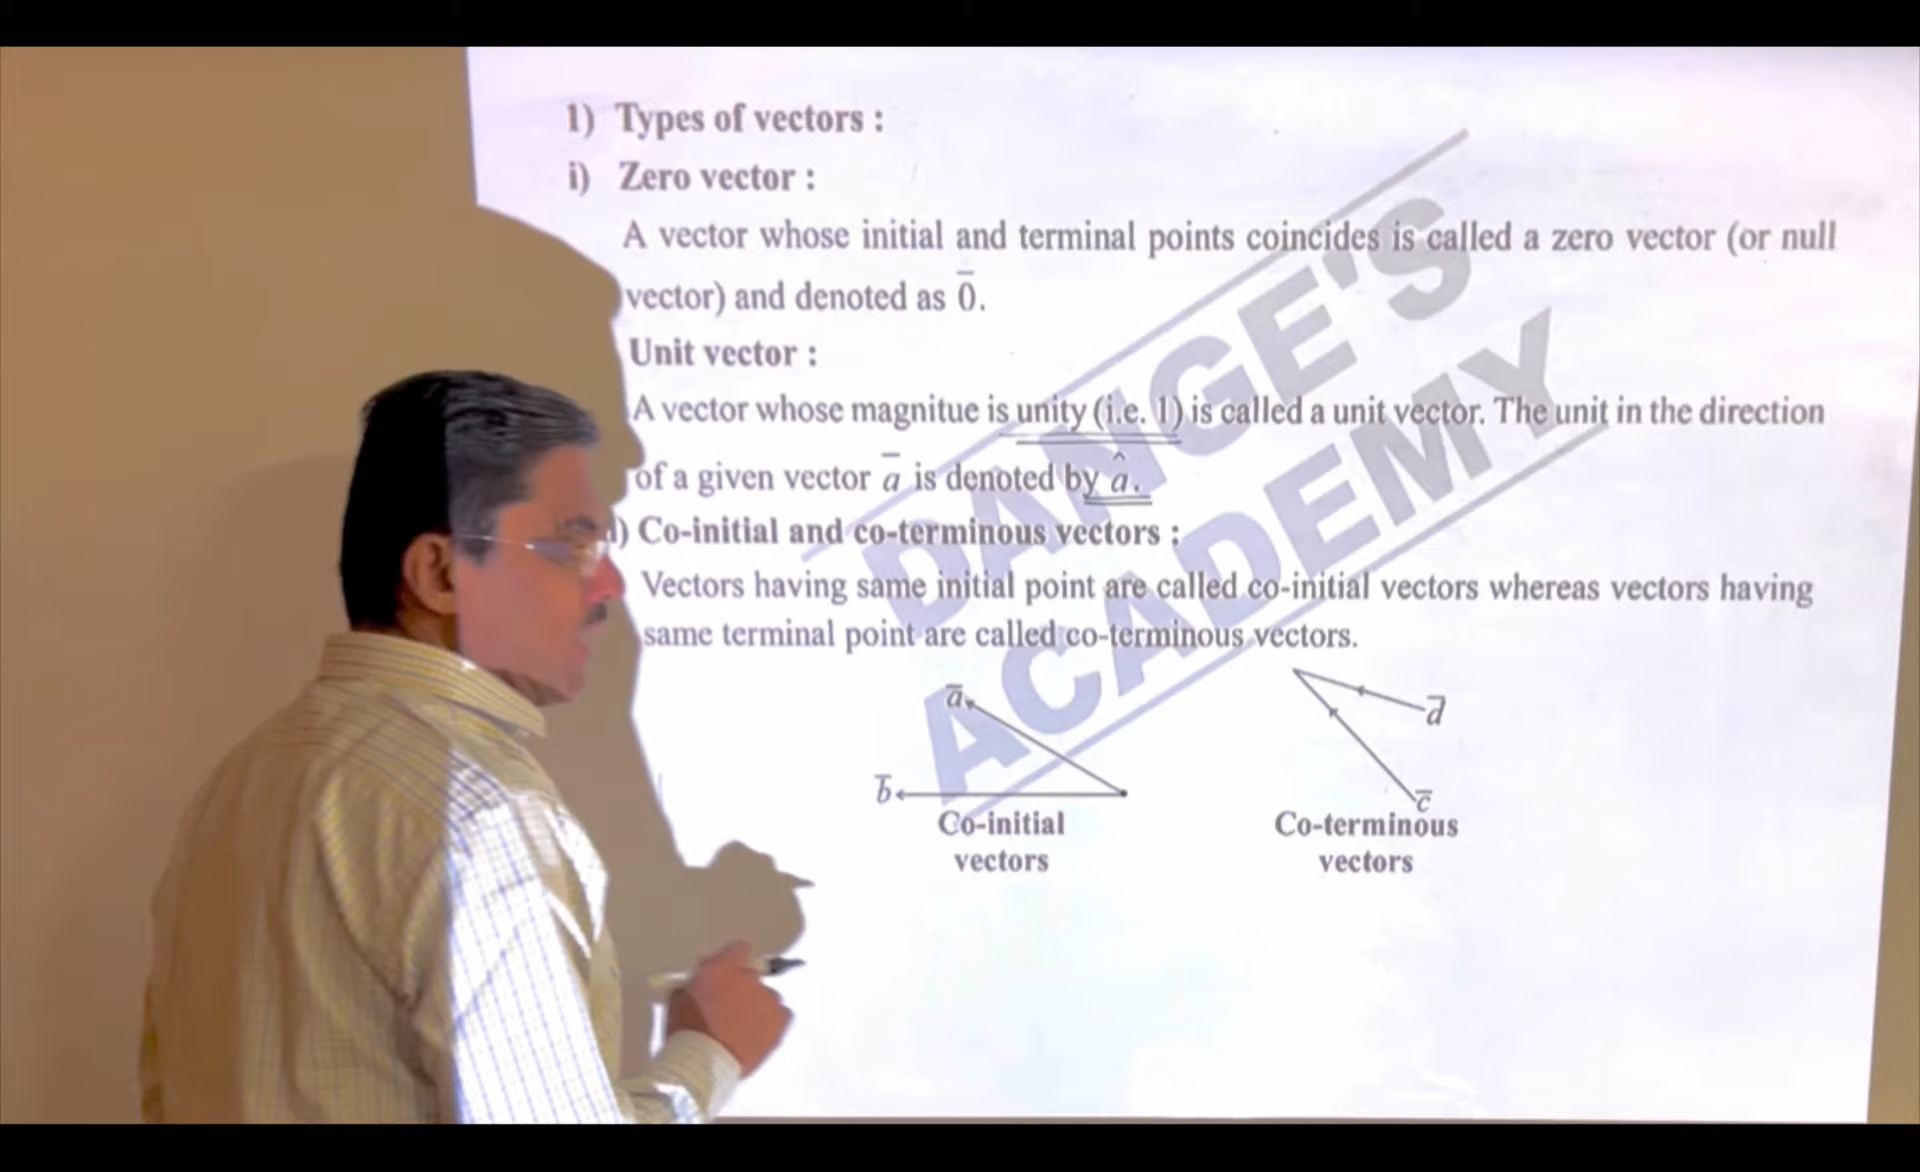 1) Types of vectors :
i) Zero vector :
A vector whose initial and terminal points coincides is called a zero vector (or null
vector) and denoted as 0̅.
Unit vector :
A vector whose magnitue is unity (i.e. 1) is called a unit vector. The unit in the direction
of a given vector a̅ is denoted by â.
) Co-initial and co-terminous vectors :
Vectors having same initial point are called co-initial vectors whereas vectors having
same terminal point are called co-terminous vectors.
a̅
b̅
Co-initial
vectors
d̅
c̅
Co-terminous
vectors
DANGE'S
ACADEMY